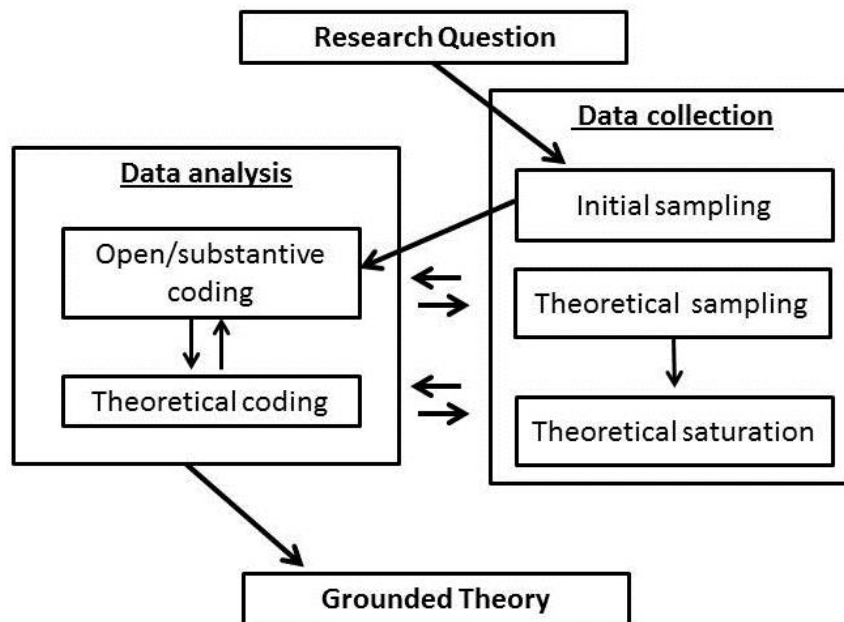 Research Question
Data collection
Initial sampling
Theoretical sampling
Theoretical saturation
Data analysis
Open/substantive
coding
Theoretical coding
Grounded Theory